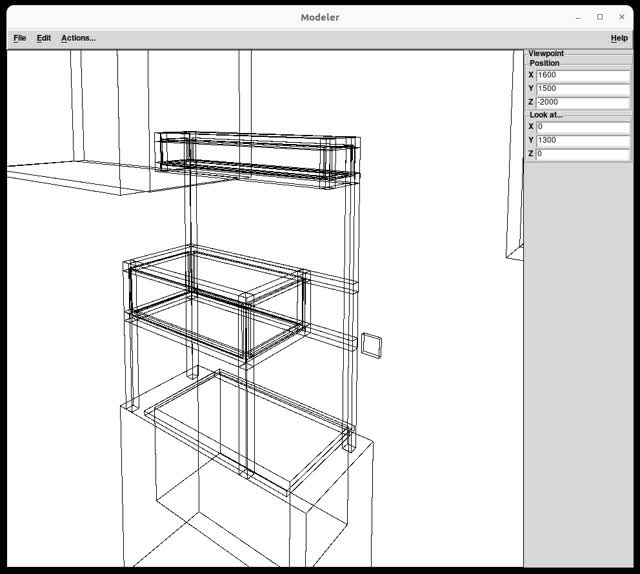 Modeler
File Edit Actions... Help
Viewpoint
Position
X 1600
Y 1500
Z -2000
Look at...
X 0
Y 1300
Z 0